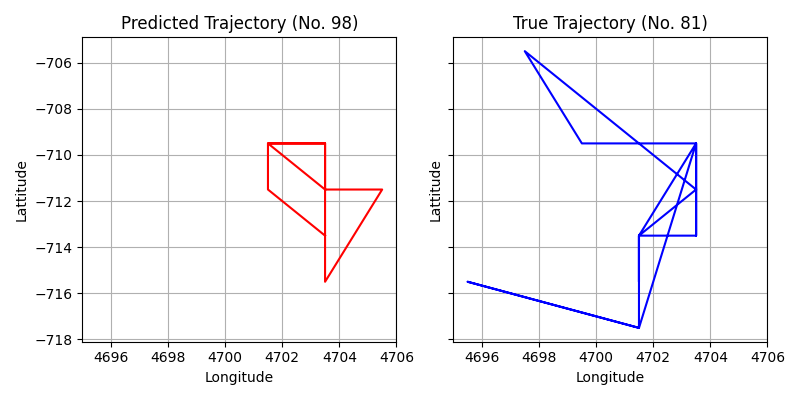 Predicted Trajectory (No. 98)
True Trajectory (No. 81)
−706
−708
−710
−712
−714
−716
−718
Lattitude
Lattitude
4696 4698 4700 4702 4704 4706
4696 4698 4700 4702 4704 4706
Longitude
Longitude